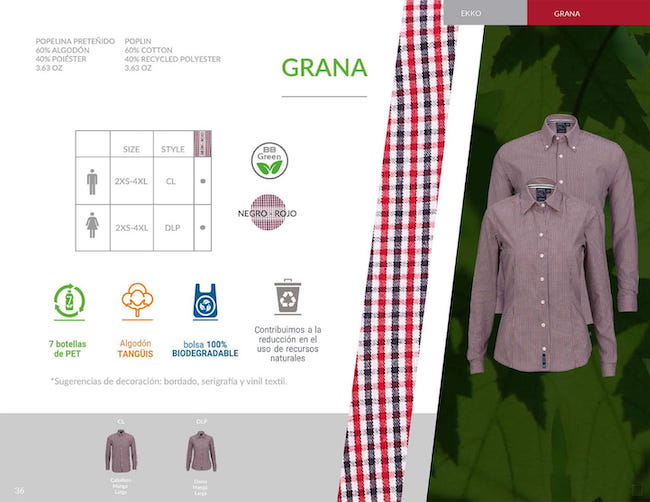 EKKO
GRANA
POPELINA PRETEÑIDO
60% ALGODÓN
40% POIÉSTER
3.63 OZ
POPLIN
60% COTTON
40% RECYCLED POLYESTER
3.63 OZ
GRANA
SIZE
STYLE
2XS-4XL
CL
2XS-4XL
DLP
BB
Green
NEGRO - ROJO
7 botellas
de PET
Algodón
TANGÜIS
bolsa 100%
BIODEGRADABLE
Contribuimos a la
reducción en el
uso de recursos
naturales
*Sugerencias de decoración: bordado, serigrafía y vinil textil.
CL
Caballero
Manga
Larga
DLP
Dama
Manga
Larga
36